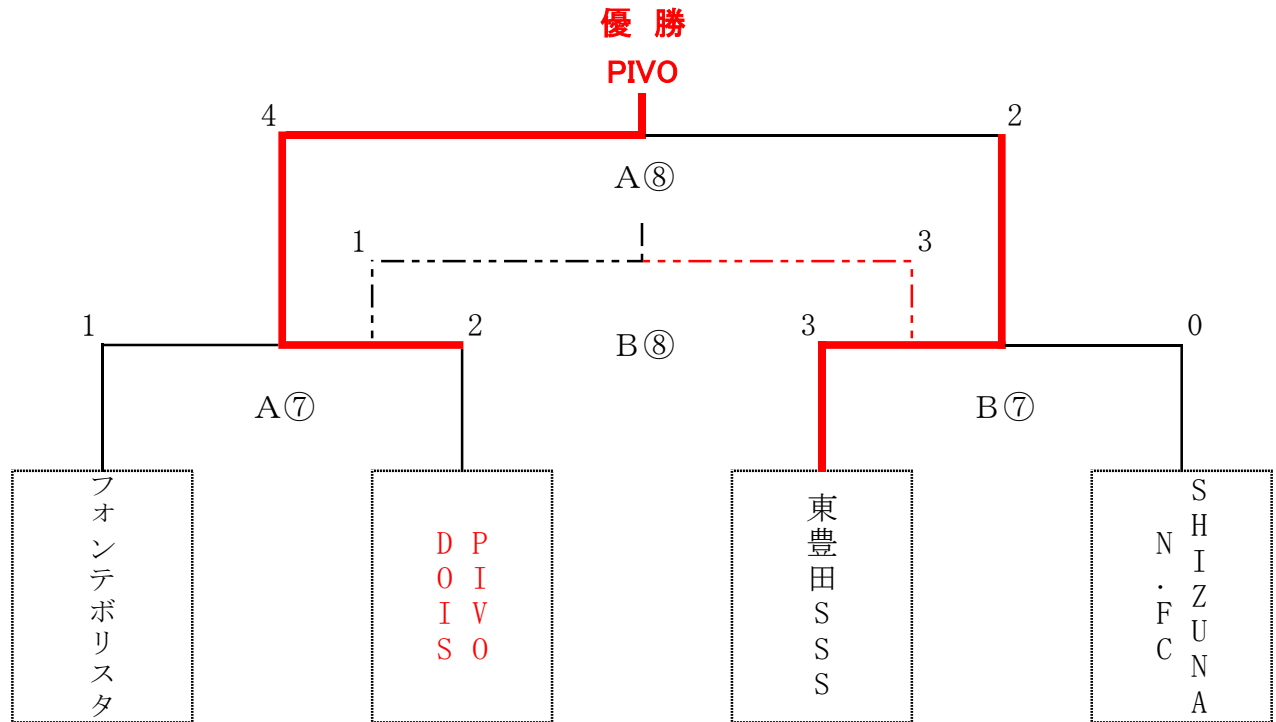 優 勝
PIVO
4
2
A⑧
1
3
1
2
B⑧
3
0
A⑦
B⑦
フォンテボリスタ
PIVO
DOIS
東豊田SSS
SHIZUNA
N.FC